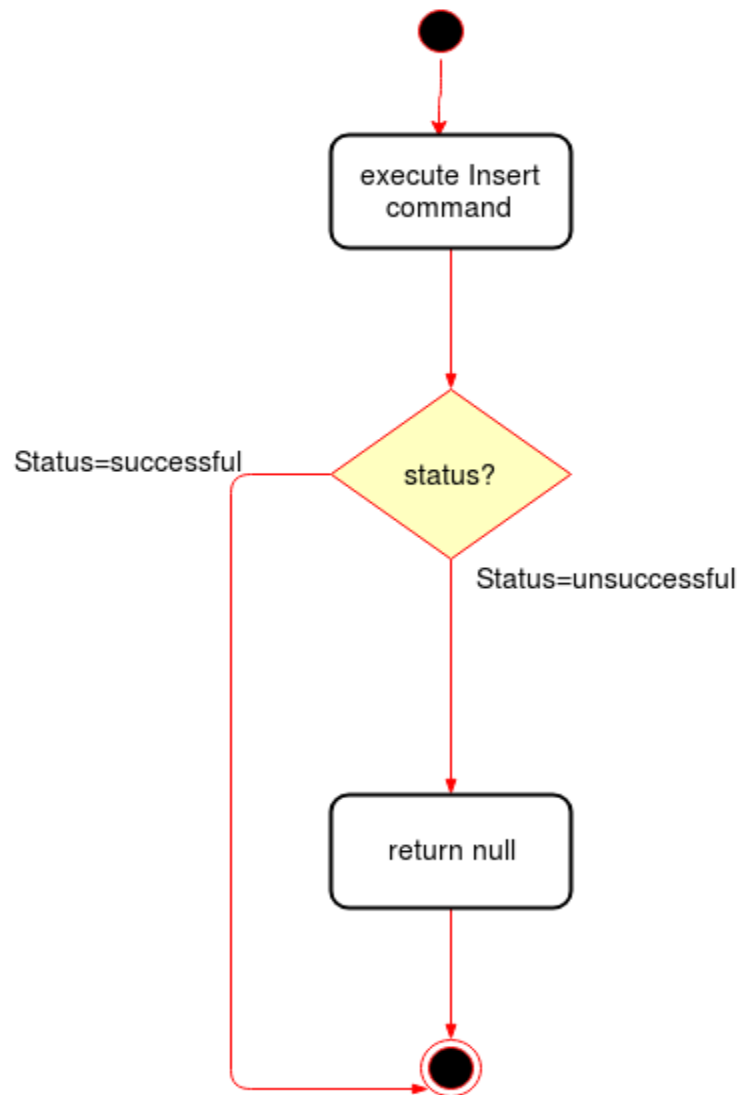 execute Insert
command
Status=successful
status?
Status=unsuccessful
return null